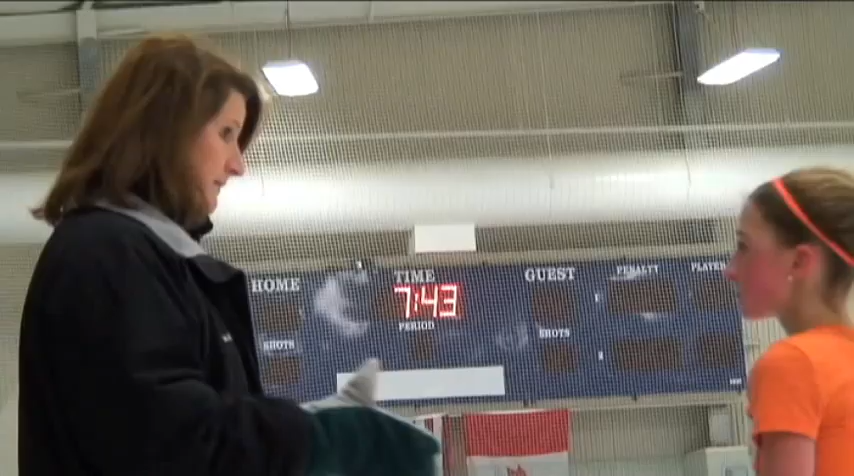 HOME TIME GUEST PENALTY PLAYER
7:43
PERIOD
SHOTS SHOTS